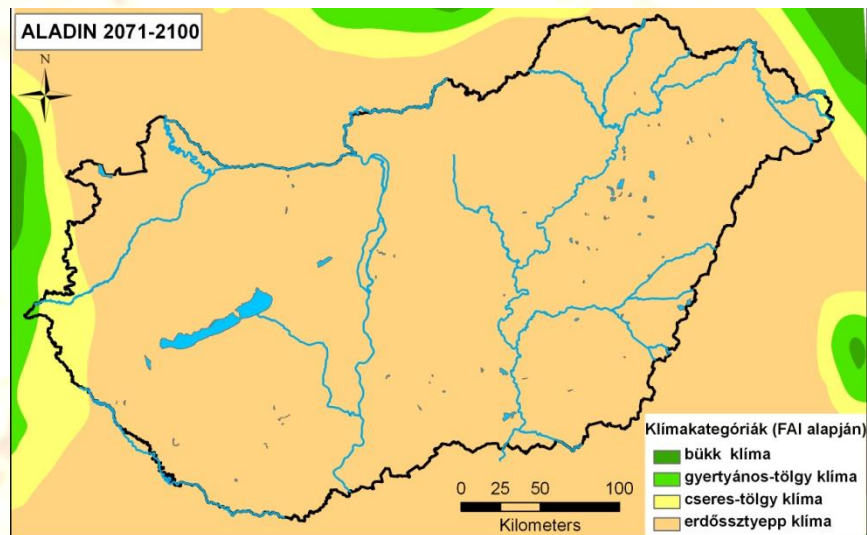 ALADIN 2071-2100
N
Klímakategóriák (FAI alapján)
bükk klíma
gyertyános-tölgy klíma
cseres-tölgy klíma
erdőssztyepp klíma
0 25 50 100
Kilometers